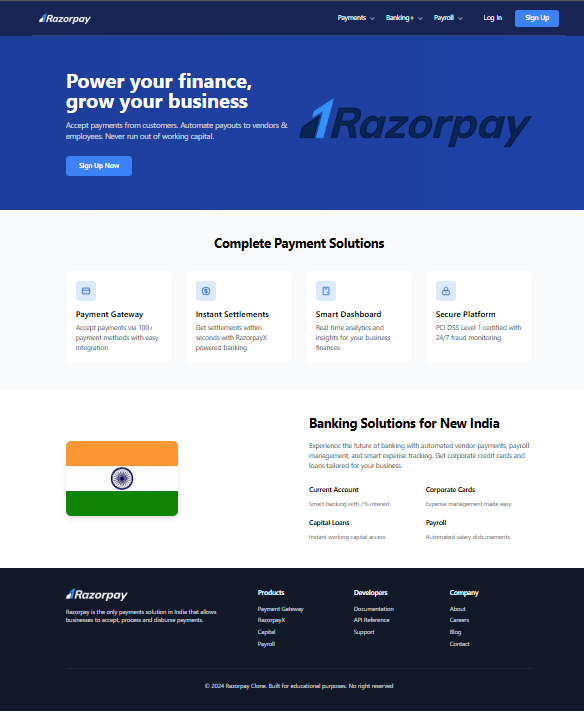 Razorpay
Payments
Banking+
Payroll
Log In
Sign Up
Power your finance,
grow your business
Accept payments from customers. Automate payouts to vendors &
employees. Never run out of working capital.
Sign Up Now
Razorpay
Complete Payment Solutions
Payment Gateway
Accept payments via 100+
payment methods with easy
integration
Instant Settlements
Get settlements within
seconds with RazorpayX
powered banking
Smart Dashboard
Real-time analytics and
insights for your business
finances
Secure Platform
PCI DSS Level 1 certified with
24/7 fraud monitoring
Banking Solutions for New India
Experience the future of banking with automated vendor payments, payroll
management, and smart expense tracking. Get corporate credit cards and
loans tailored for your business.
Current Account
Smart banking with 7% interest
Corporate Cards
Expense management made easy
Capital Loans
Instant working capital access
Payroll
Automated salary disbursements
Razorpay
Razorpay is the only payments solution in India that allows
businesses to accept, process and disburse payments.
Products
Payment Gateway
RazorpayX
Capital
Payroll
Developers
Documentation
API Reference
Support
Company
About
Careers
Blog
Contact
© 2024 Razorpay Clone. Built for educational purposes. No right reserved